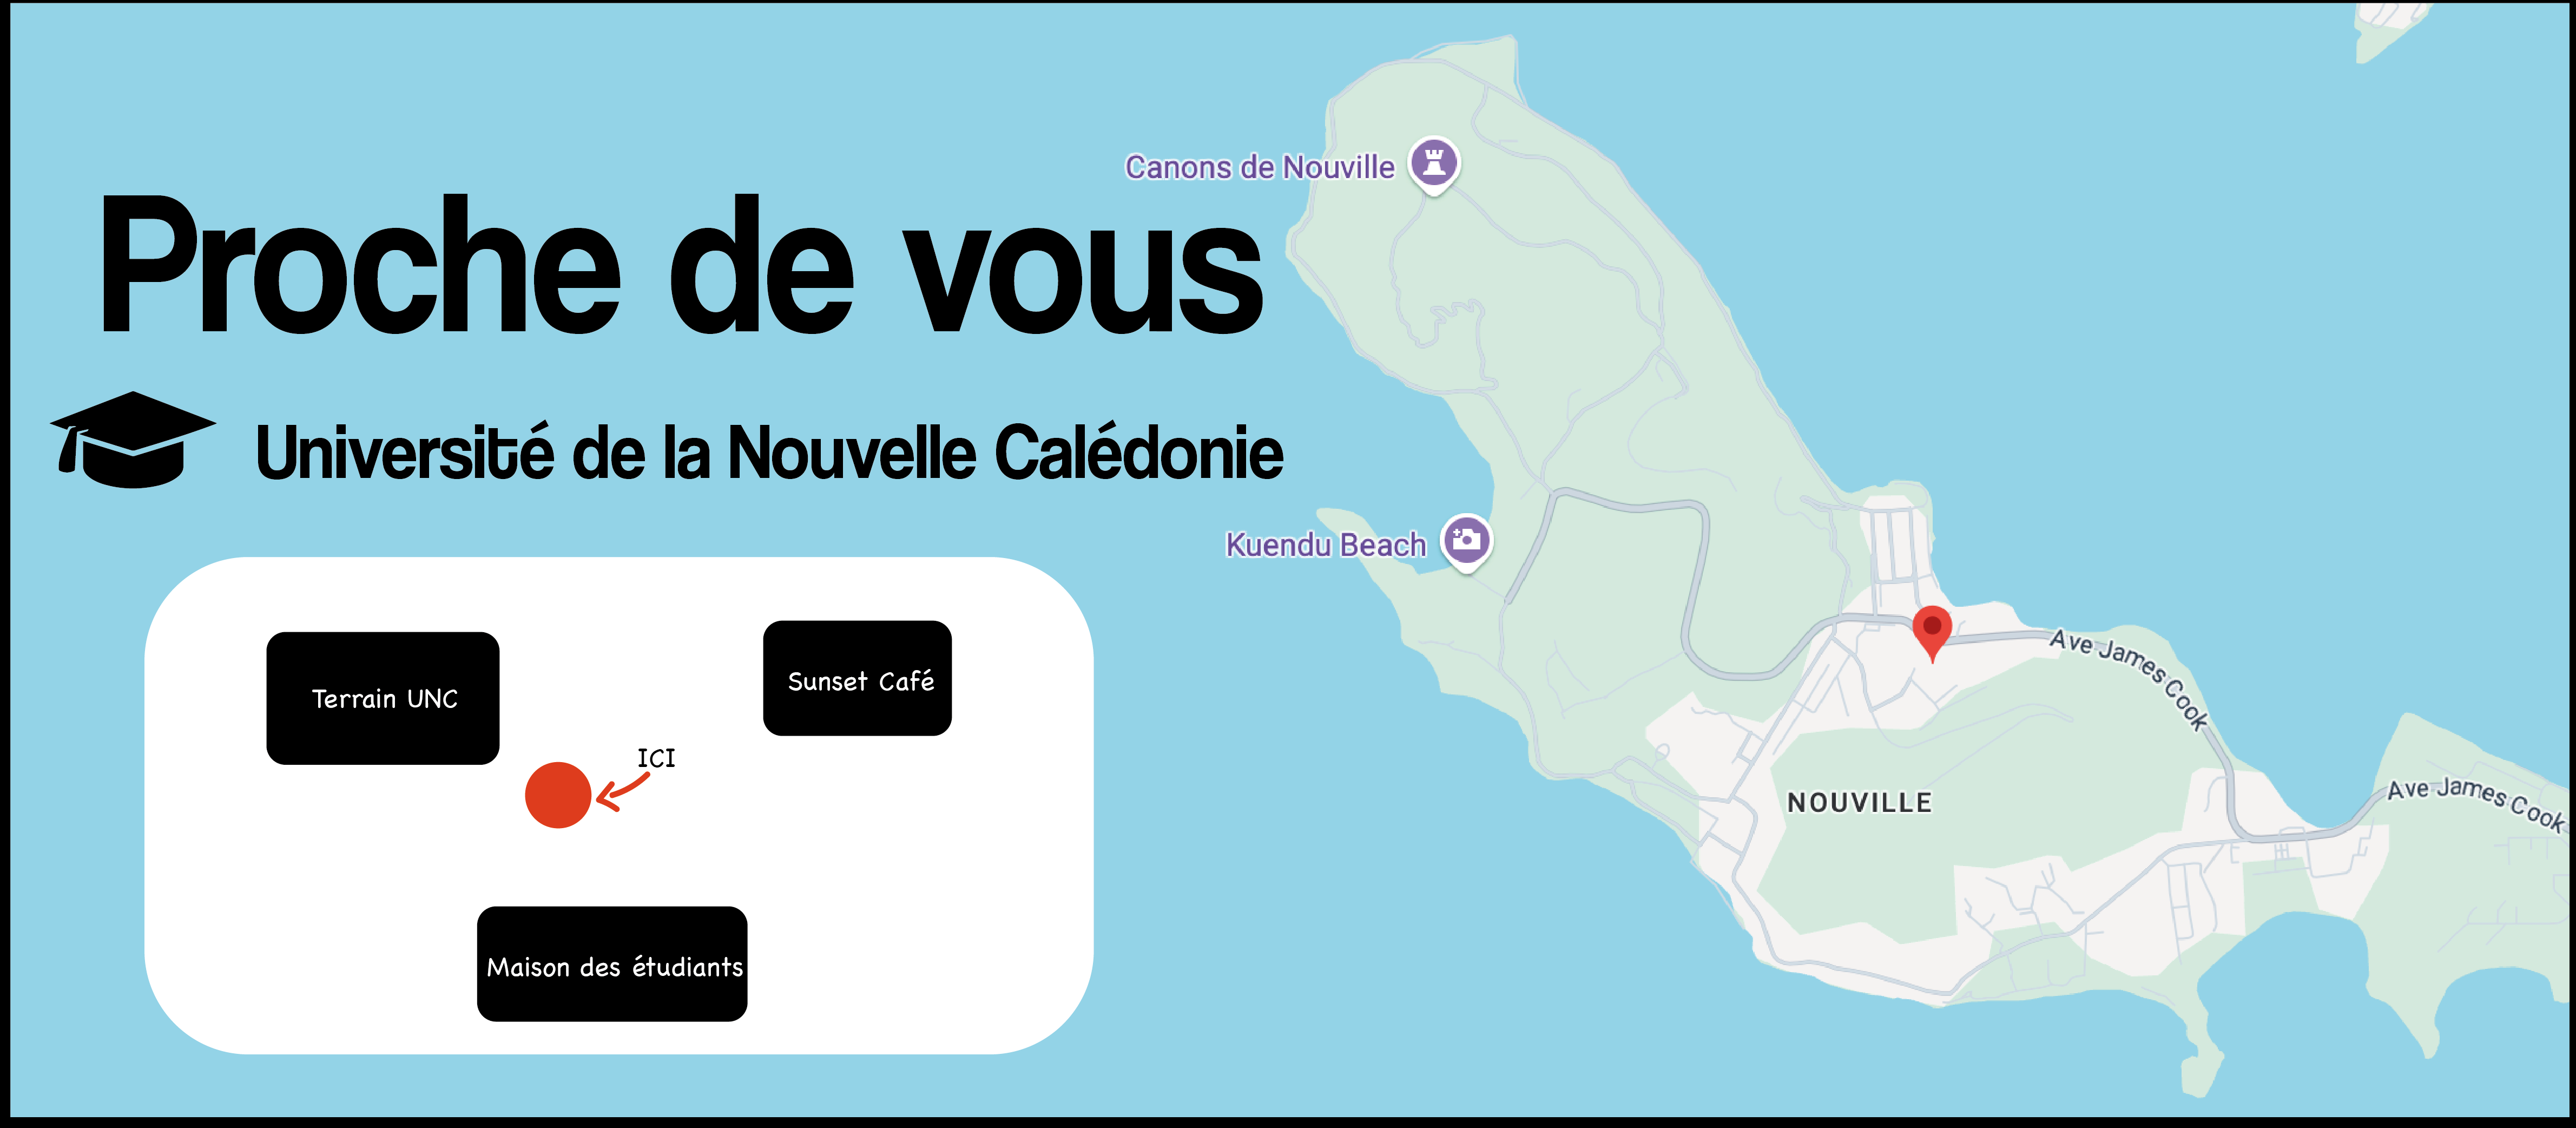 Proche de vous
Université de la Nouvelle Calédonie
Terrain UNC
Sunset Café
ICI
Maison des étudiants
Canons de Nouville
Kuendu Beach
Ave James Cook
NOUVILLE
Ave James Cook